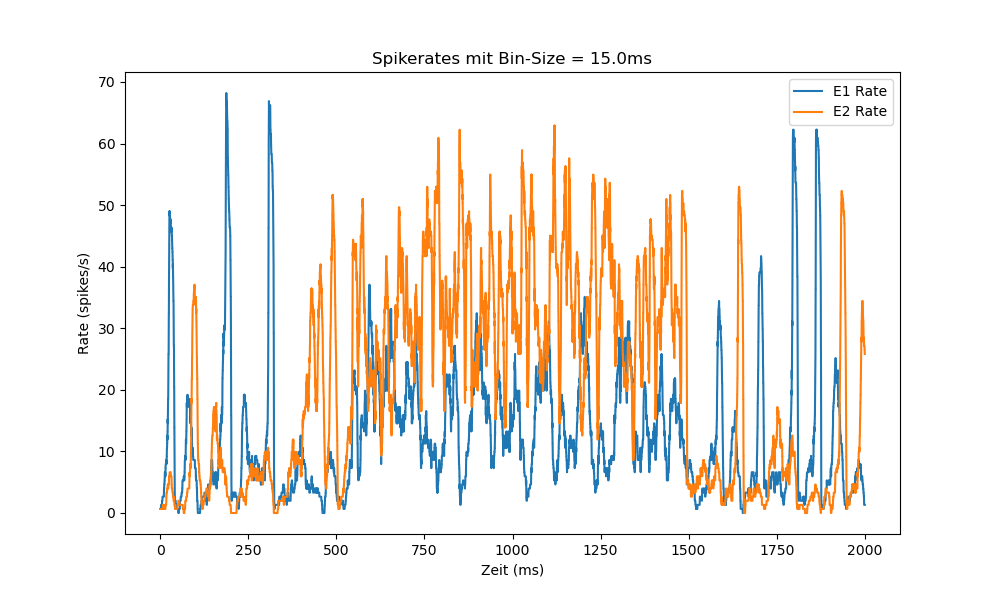 Spikerates mit Bin-Size = 15.0ms
E1 Rate
E2 Rate
70
60
50
40
30
20
10
0
Rate (spikes/s)
0 250 500 750 1000 1250 1500 1750 2000
Zeit (ms)